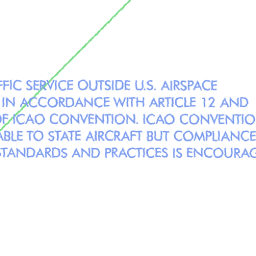 FFIC SERVICE OUTSIDE U.S. AIRSPACE
IN ACCORDANCE WITH ARTICLE 12 AND
OF ICAO CONVENTION. ICAO CONVENTIO
ABLE TO STATE AIRCRAFT BUT COMPLIANCE
STANDARDS AND PRACTICES IS ENCOURAG